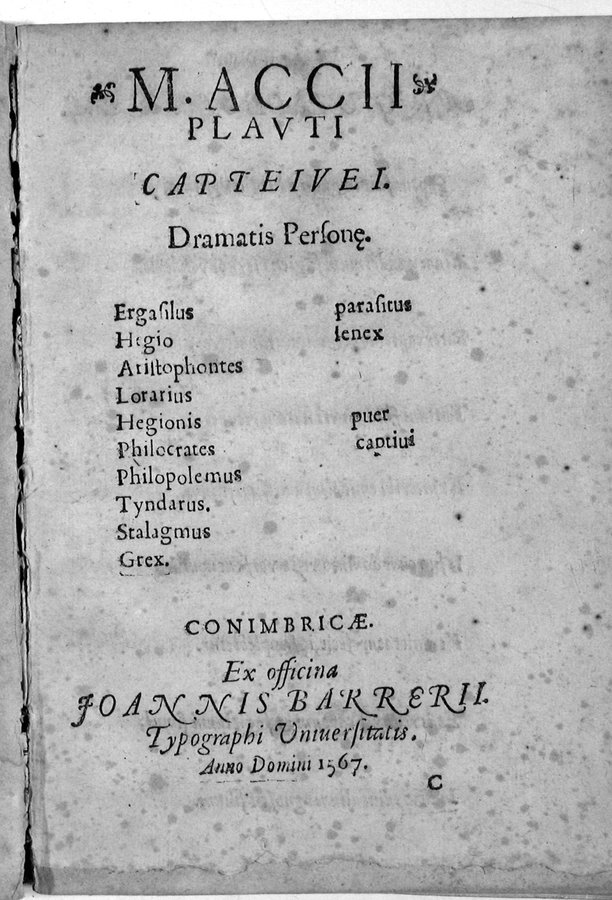 M. ACCII
PLAVTI
CAPTEIVEI.
Dramatis Perſonę.
Ergaſilus paraſitus
Hegio ſenex
Ariſtophontes
Lorarius
Hegionis puer
Philocrates captiui
Philopolemus
Tyndarus.
Stalagmus
Grex.
CONIMBRICÆ.
Ex officina
JOANNIS BARRERII.
Typographi Vniuerſitatis.
Anno Domini 1567.
C